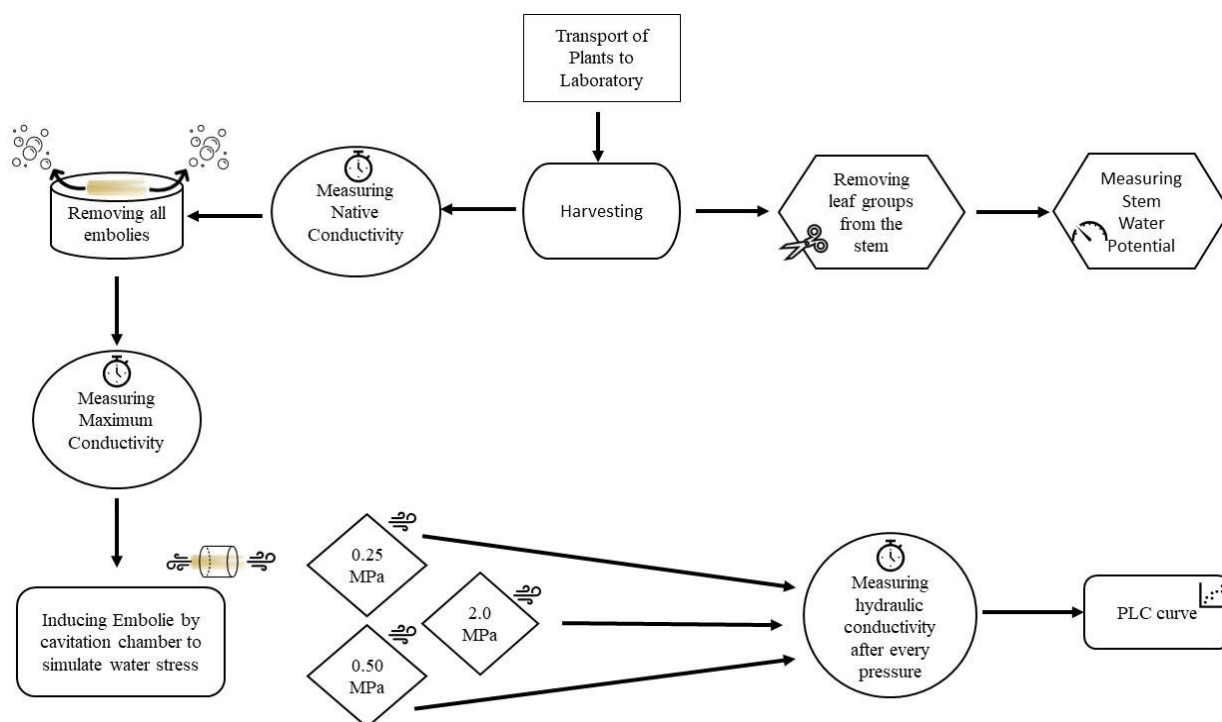 Transport of
Plants to
Laboratory
Harvesting
Measuring
Native
Conductivity
Removing all
embolies
Removing
leaf groups
from the
stem
Measuring
Stem
Water
Potential
Measuring
Maximum
Conductivity
Inducing Embolie by
cavitation chamber to
simulate water stress
0.25
MPa
2.0
MPa
0.50
MPa
Measuring
hydraulic
conductivity
after every
pressure
PLC curve